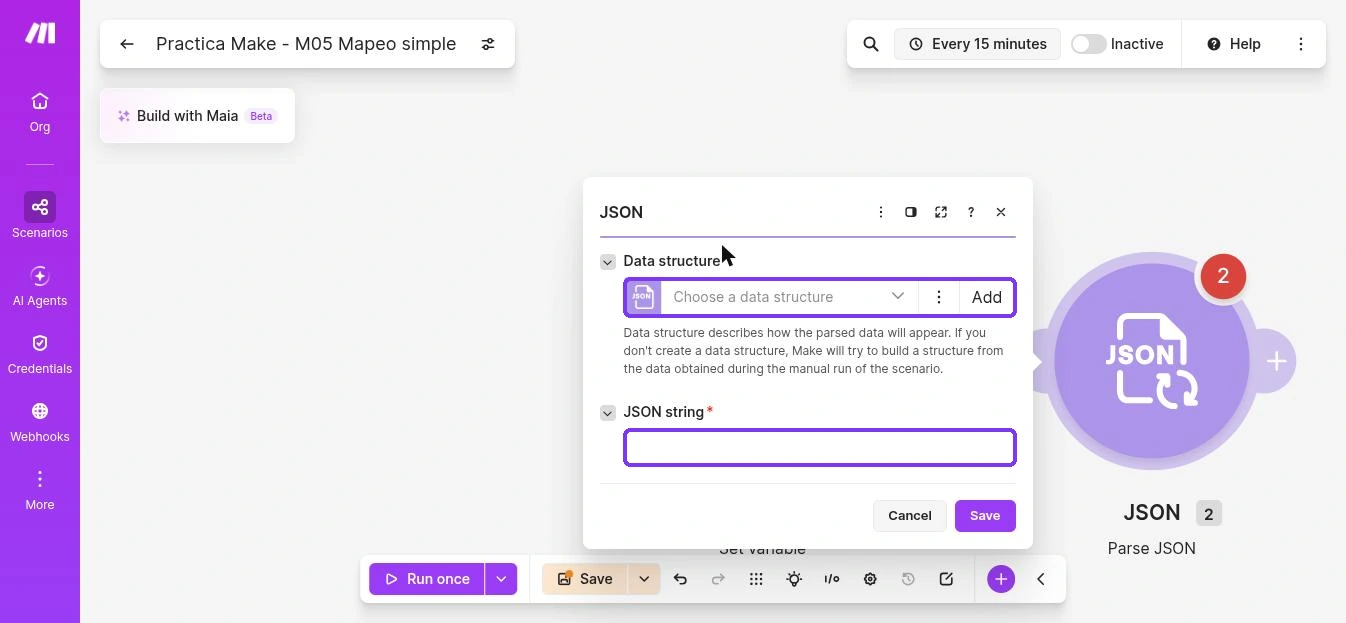 Practica Make - M05 Mapeo simple
Every 15 minutes
Inactive
Help
Build with Maia Beta
Org
Scenarios
AI Agents
Credentials
Webhooks
More
JSON
?
Data structure
JSON
Choose a data structure
Add
Data structure describes how the parsed data will appear. If you
don't create a data structure, Make will try to build a structure from
the data obtained during the manual run of the scenario.
JSON string *
Cancel
Save
2
JSON
JSON 2
Parse JSON
Set variable
Run once
Save